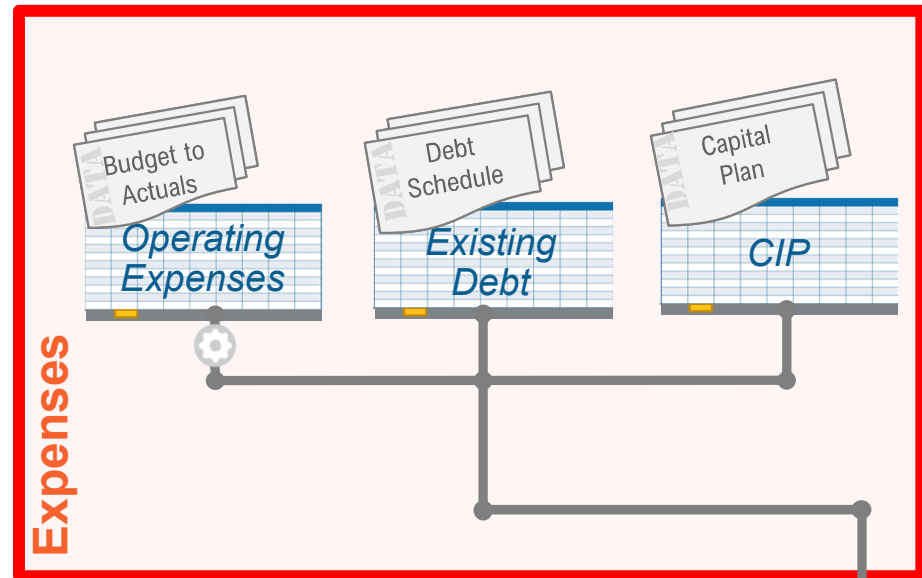 DATA
Budget to
Actuals
Operating
Expenses
DATA
Debt
Schedule
Existing
Debt
DATA
Capital
Plan
CIP
Expenses